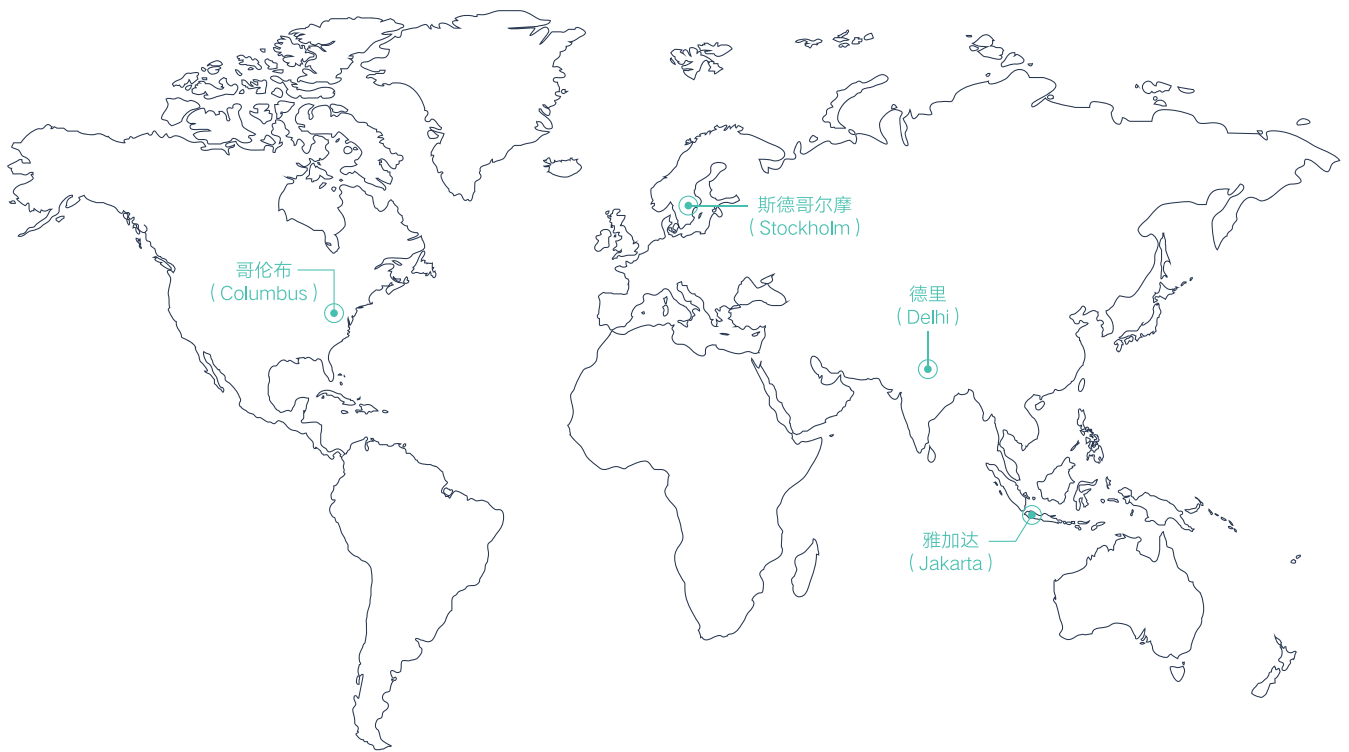 斯德哥尔摩
( Stockholm )
哥伦布
( Columbus )
德里
( Delhi )
雅加达
( Jakarta )